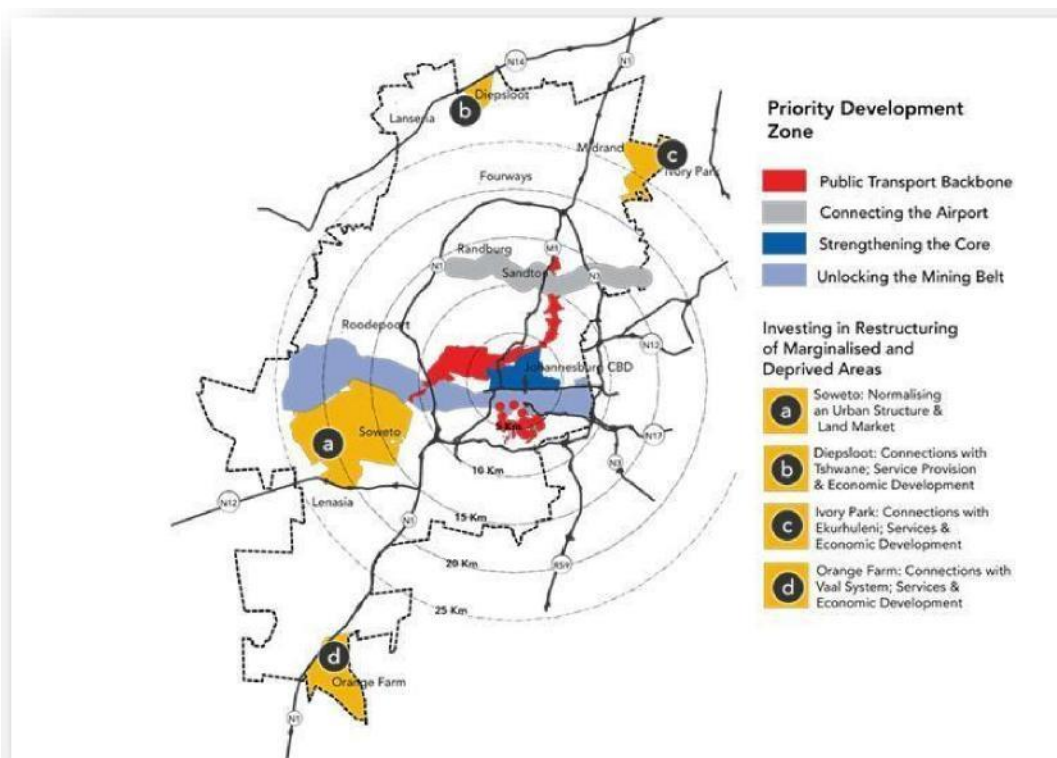 N14
N1
Diepsloot
b
Lanseria
Midrand
c
Ivory Park
Fourways
M1
Randburg
N1
Sandton
N3
Roodepoort
N12
Johannesburg CBD
Soweto
a
5 Km
N17
10 Km
N3
Lenasia
N12
15 Km
N1
20 Km
R59
25 Km
d
Orange Farm
N1
Priority Development
Zone
Public Transport Backbone
Connecting the Airport
Strengthening the Core
Unlocking the Mining Belt
Investing in Restructuring
of Marginalised and
Deprived Areas
a
Soweto: Normalising
an Urban Structure &
Land Market
b
Diepsloot: Connections with
Tshwane; Service Provision
& Economic Development
c
Ivory Park: Connections with
Ekurhuleni; Services &
Economic Development
d
Orange Farm: Connections with
Vaal System; Services &
Economic Development